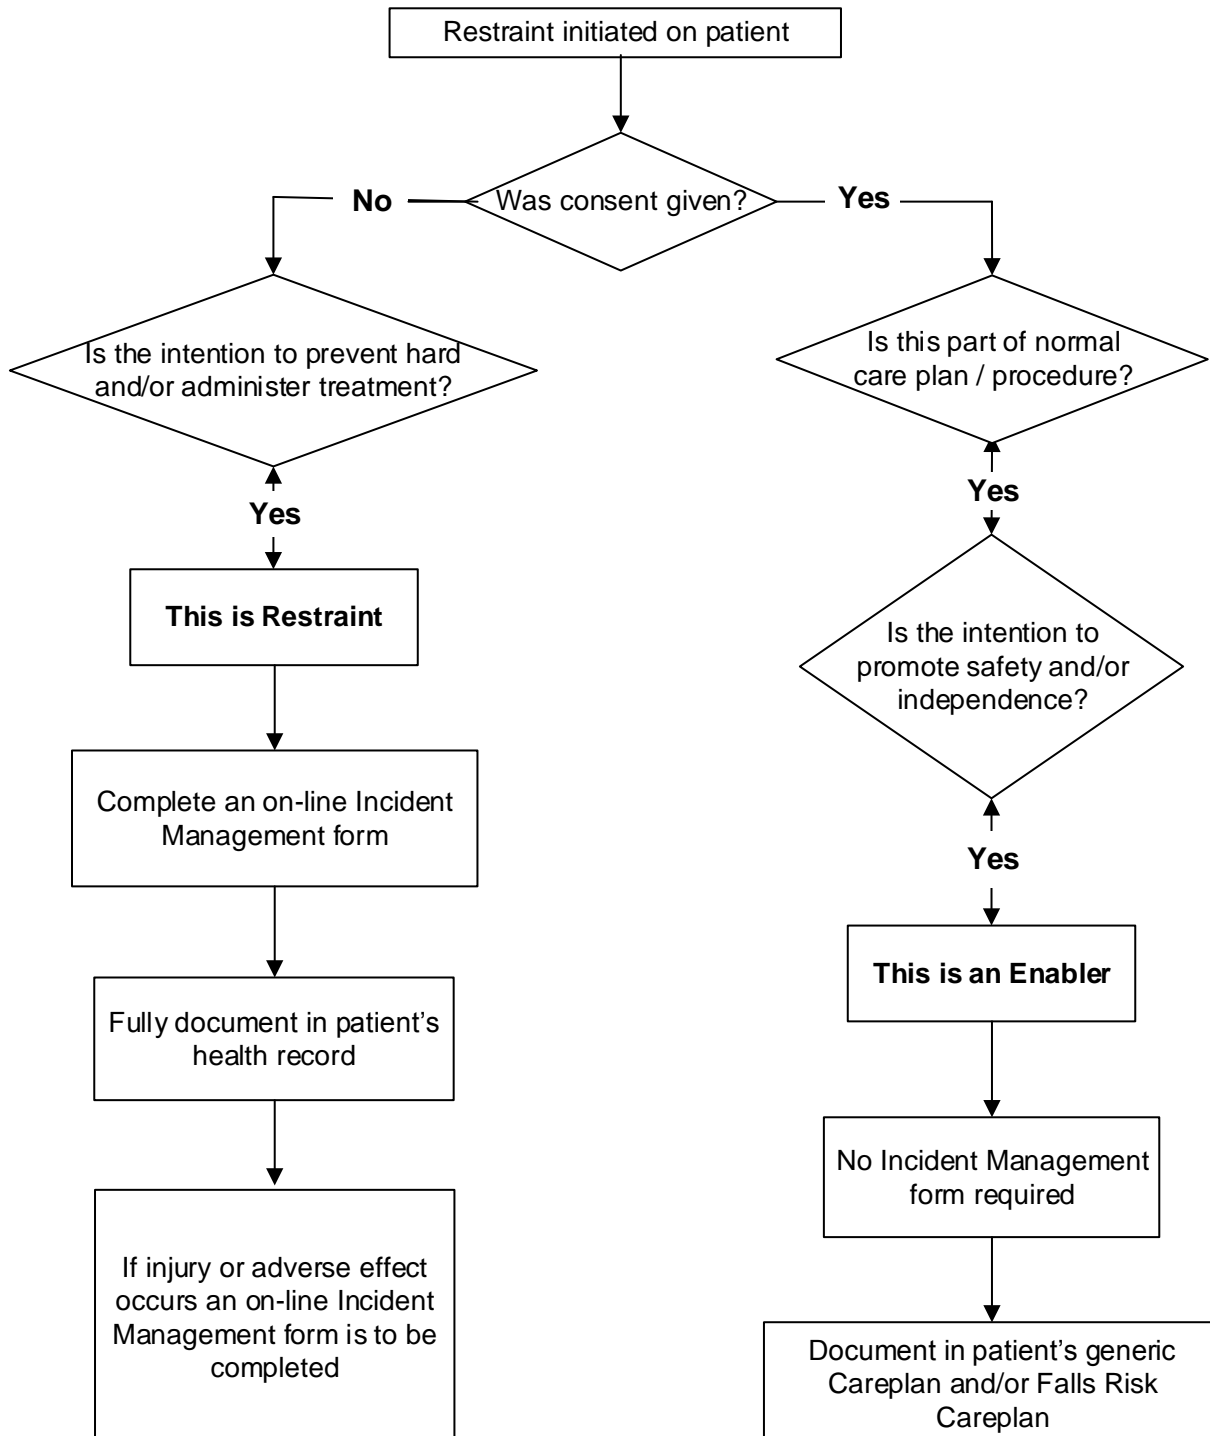 Restraint initiated on patient
Was consent given?
No
Yes
Is the intention to prevent hard
and/or administer treatment?
Yes
This is Restraint
Complete an on-line Incident
Management form
Fully document in patient's
health record
If injury or adverse effect
occurs an on-line Incident
Management form is to be
completed
Is this part of normal
care plan / procedure?
Yes
Is the intention to
promote safety and/or
independence?
Yes
This is an Enabler
No Incident Management
form required
Document in patient's generic
Careplan and/or Falls Risk
Careplan